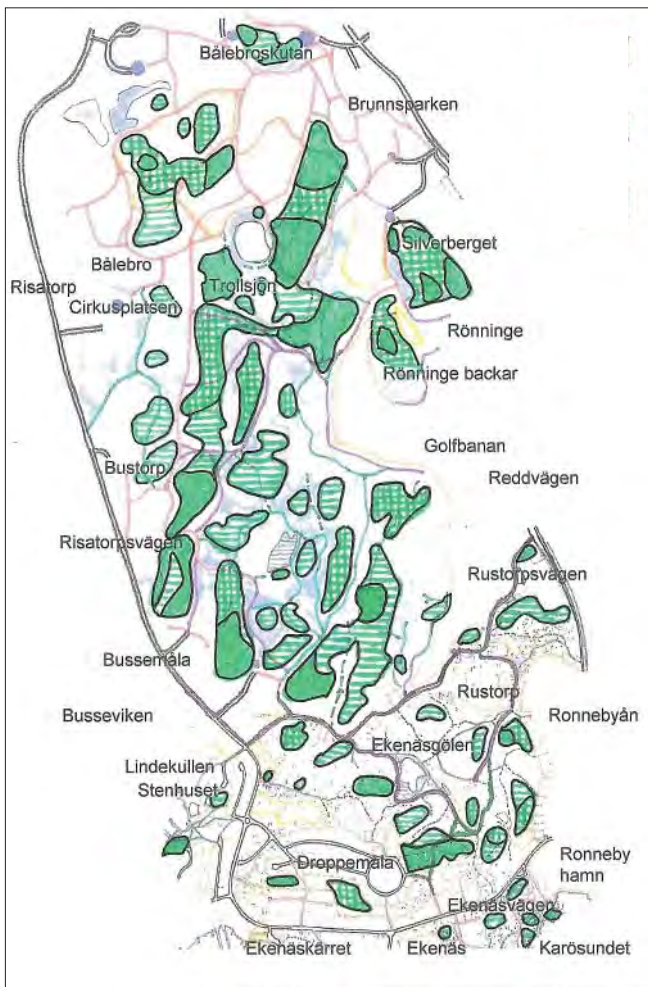 Bålebroskutan
Brunnsparken
Silverberget
Bålebro
Risatorp
Trollsjön
Cirkusplatsen
Rönninge
Rönninge backar
Golfbanan
Bustorp
Reddvägen
Risatorpsvägen
Rustorpsvägen
Bussemåla
Rustorp
Busseviken
Ronnebyån
Ekenäsgölen
Lindekullen
Stenhuset
Droppemåla
Ronneby
hamn
Ekenäsvägen
Ekenäskärret
Ekenäs
Karösundet